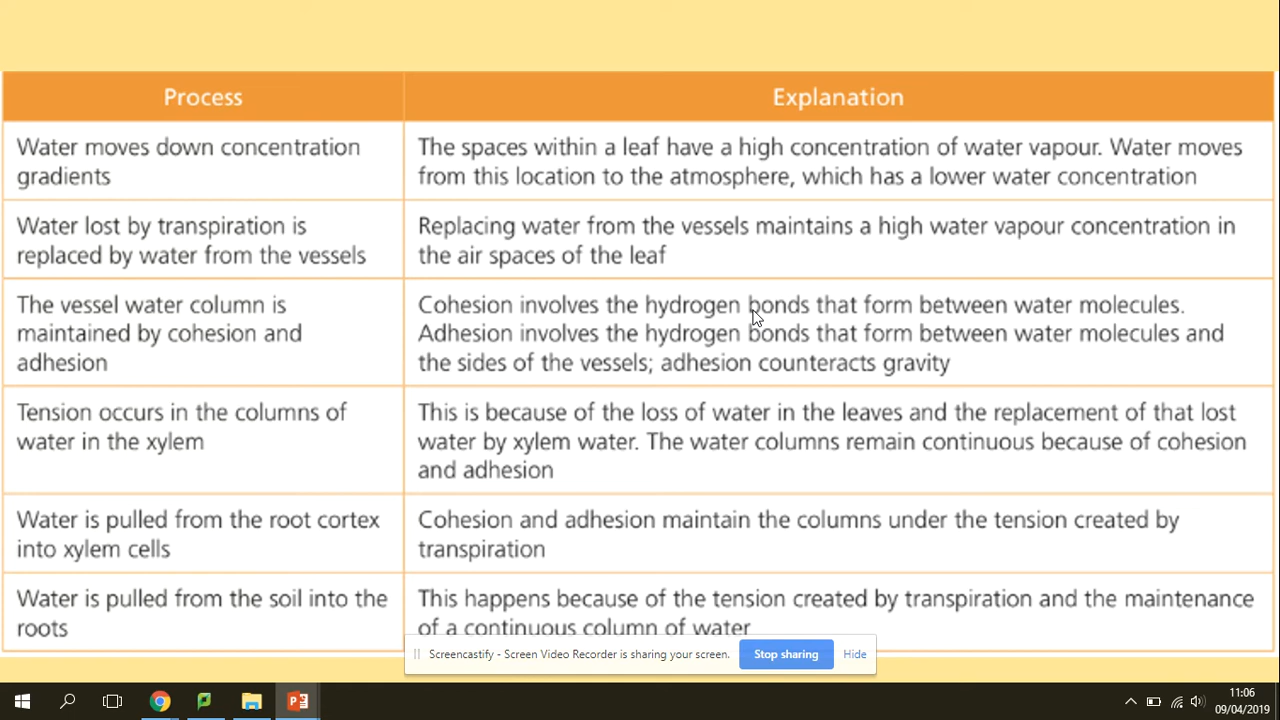 Process
Explanation
Water moves down concentration
gradients
The spaces within a leaf have a high concentration of water vapour. Water moves
from this location to the atmosphere, which has a lower water concentration
Water lost by transpiration is
replaced by water from the vessels
Replacing water from the vessels maintains a high water vapour concentration in
the air spaces of the leaf
The vessel water column is
maintained by cohesion and
adhesion
Cohesion involves the hydrogen bonds that form between water molecules.
Adhesion involves the hydrogen bonds that form between water molecules and
the sides of the vessels; adhesion counteracts gravity
Tension occurs in the columns of
water in the xylem
This is because of the loss of water in the leaves and the replacement of that lost
water by xylem water. The water columns remain continuous because of cohesion
and adhesion
Water is pulled from the root cortex
into xylem cells
Cohesion and adhesion maintain the columns under the tension created by
transpiration
Water is pulled from the soil into the
roots
This happens because of the tension created by transpiration and the maintenance
of a continuous column of water
Screencastify - Screen Video Recorder is sharing your screen.
Stop sharing
Hide
11:06
09/04/2019